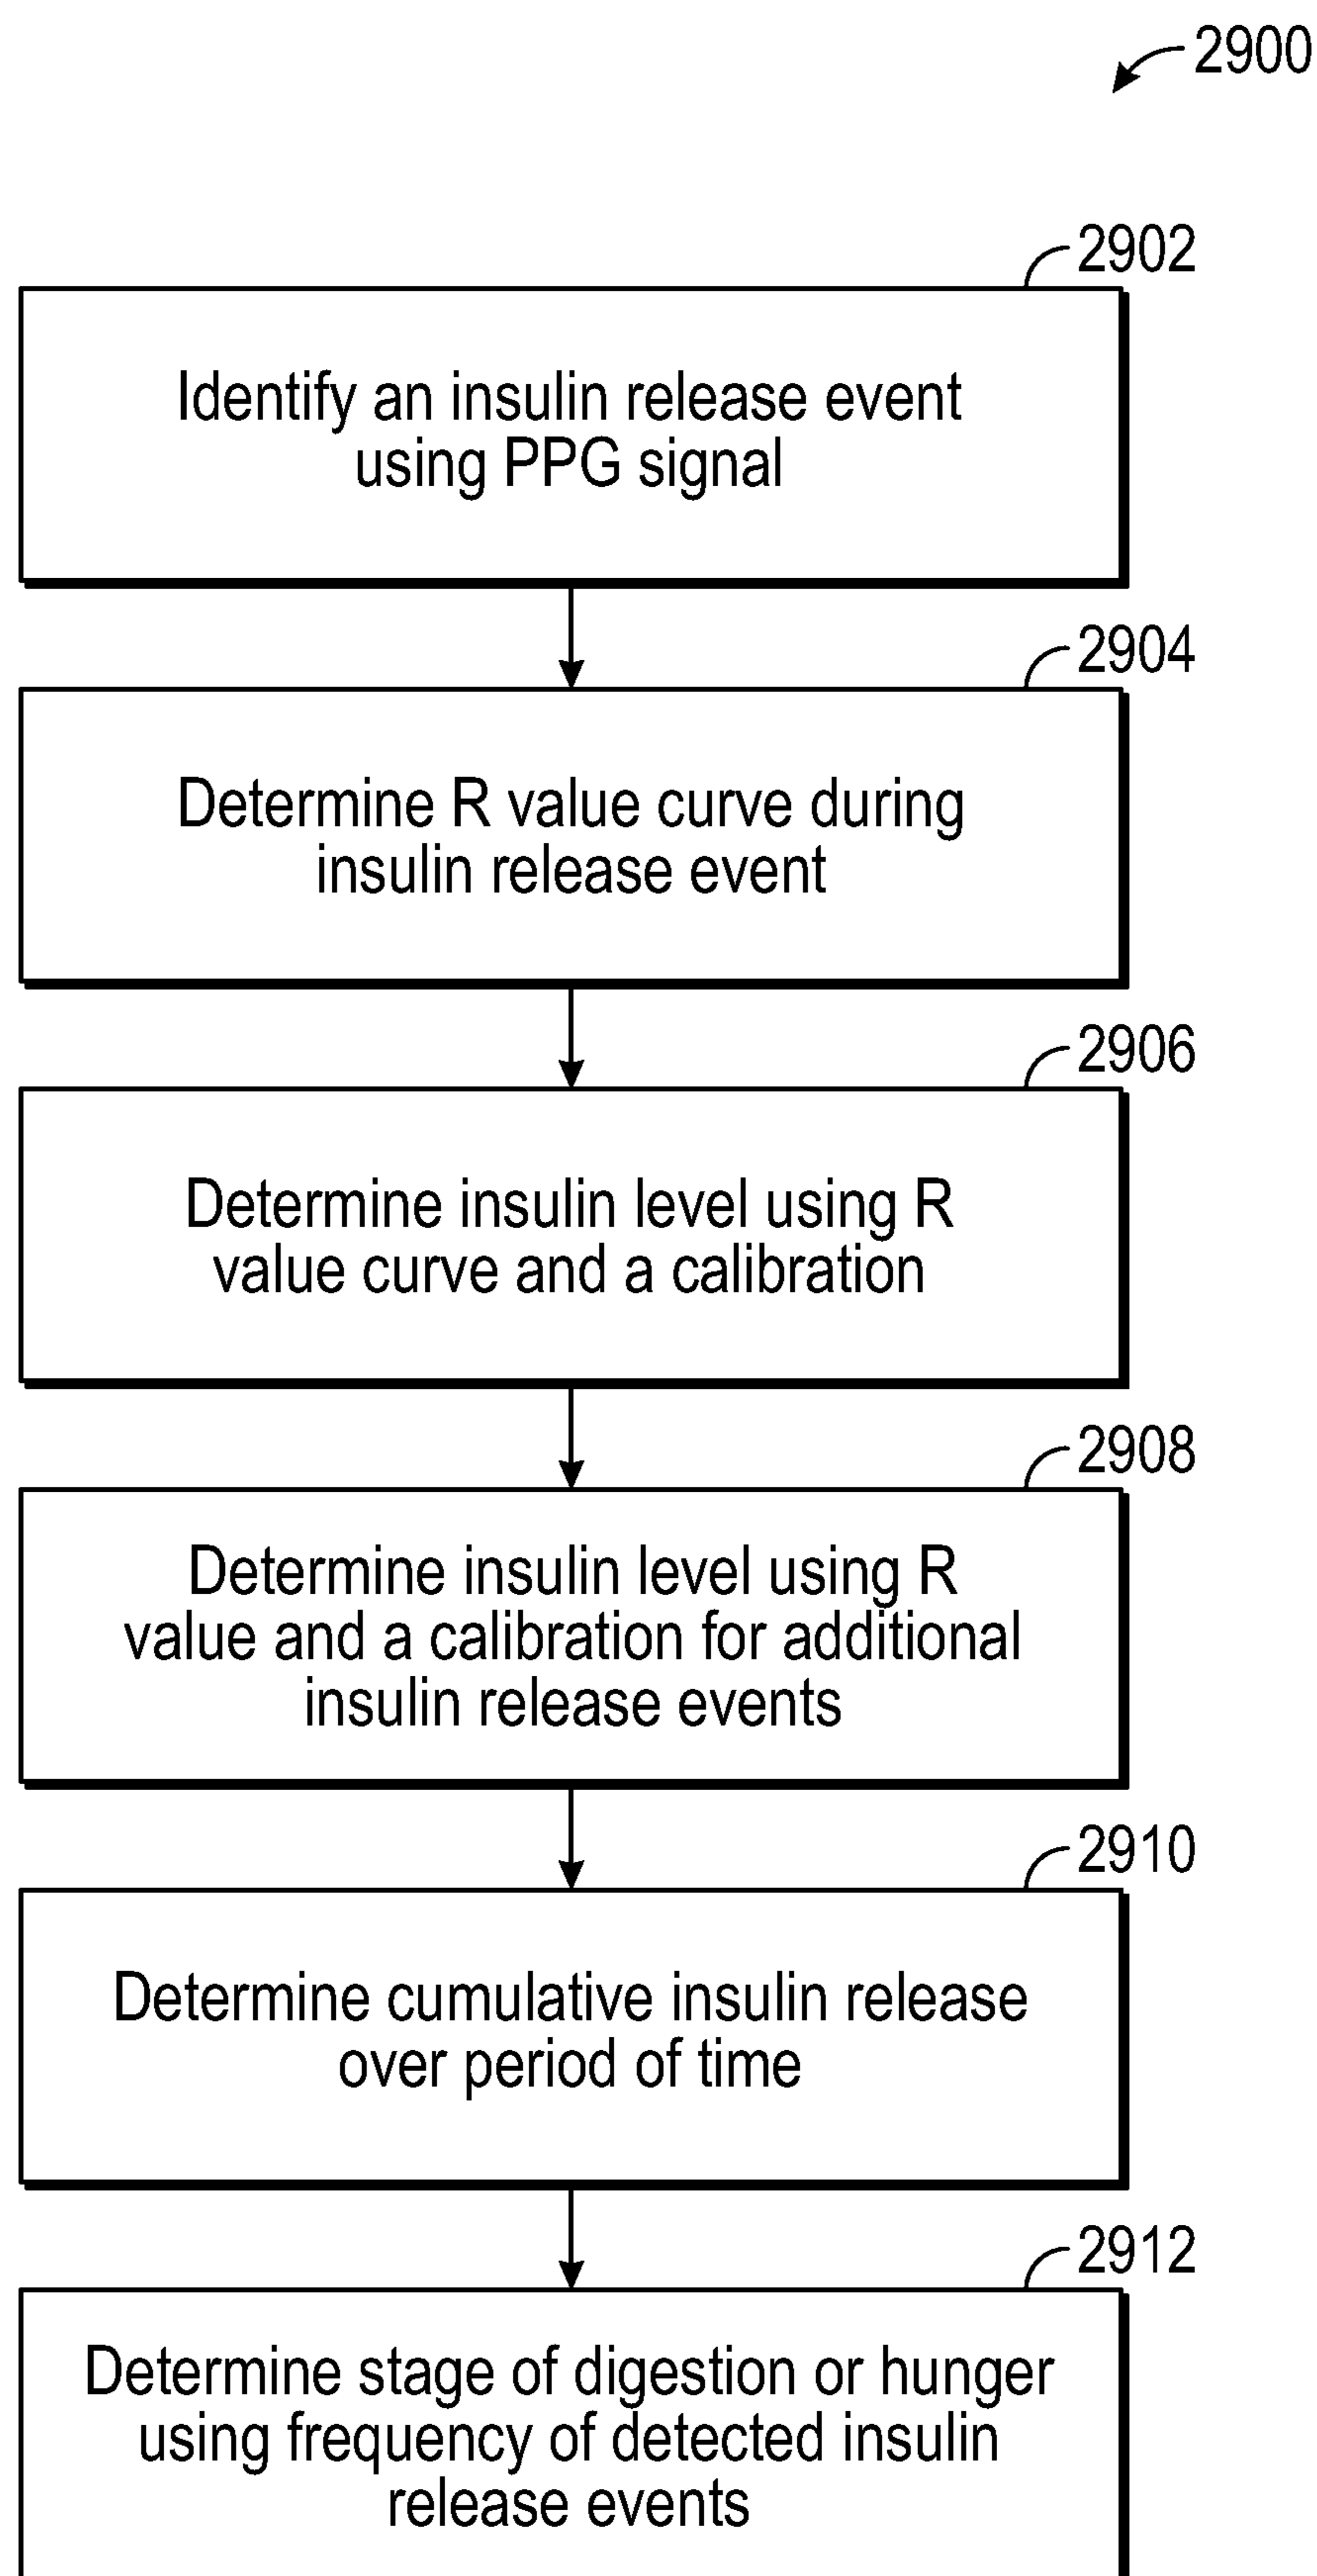 2900
2902
Identify an insulin release event
using PPG signal
2904
Determine R value curve during
insulin release event
2906
Determine insulin level using R
value curve and a calibration
2908
Determine insulin level using R
value and a calibration for additional
insulin release events
2910
Determine cumulative insulin release
over period of time
2912
Determine stage of digestion or hunger
using frequency of detected insulin
release events